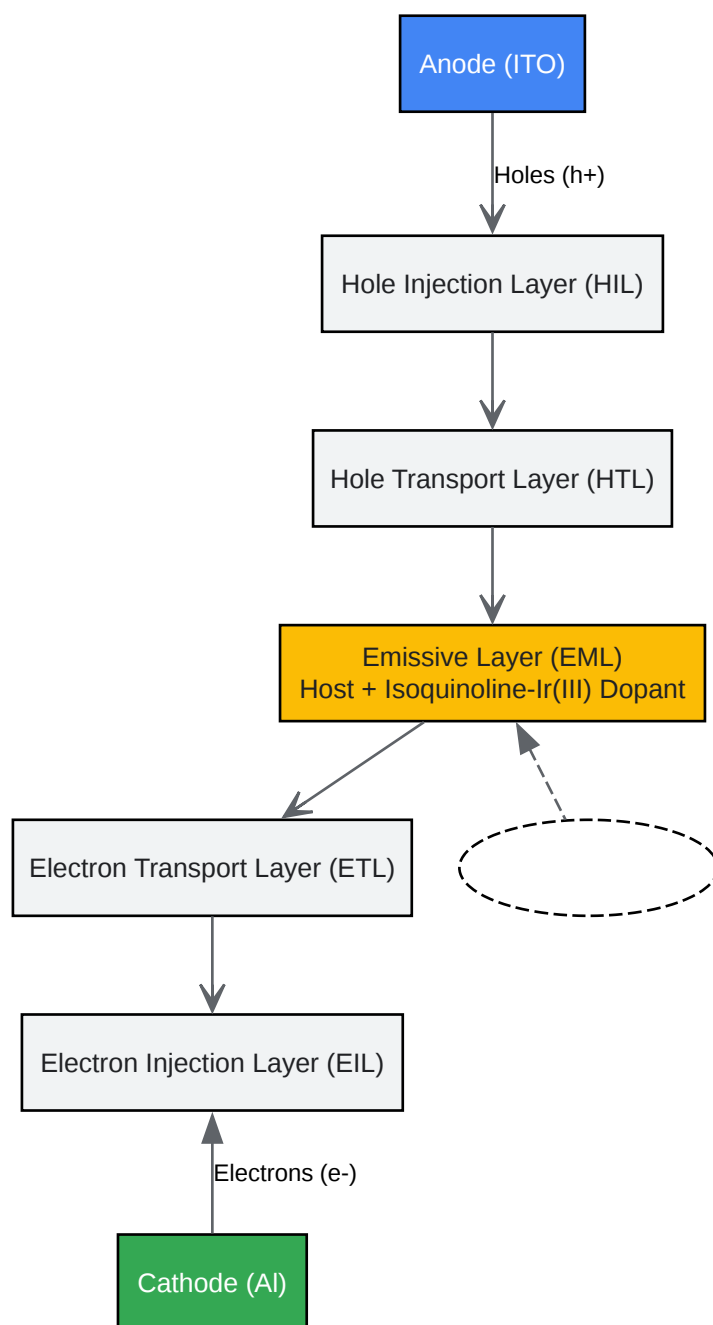 Anode (ITO)
Holes (h+)
Hole Injection Layer (HIL)
Hole Transport Layer (HTL)
Emissive Layer (EML)
Host + Isoquinoline-Ir(III) Dopant
Electron Transport Layer (ETL)
Electron Injection Layer (EIL)
Electrons (e-)
Cathode (Al)